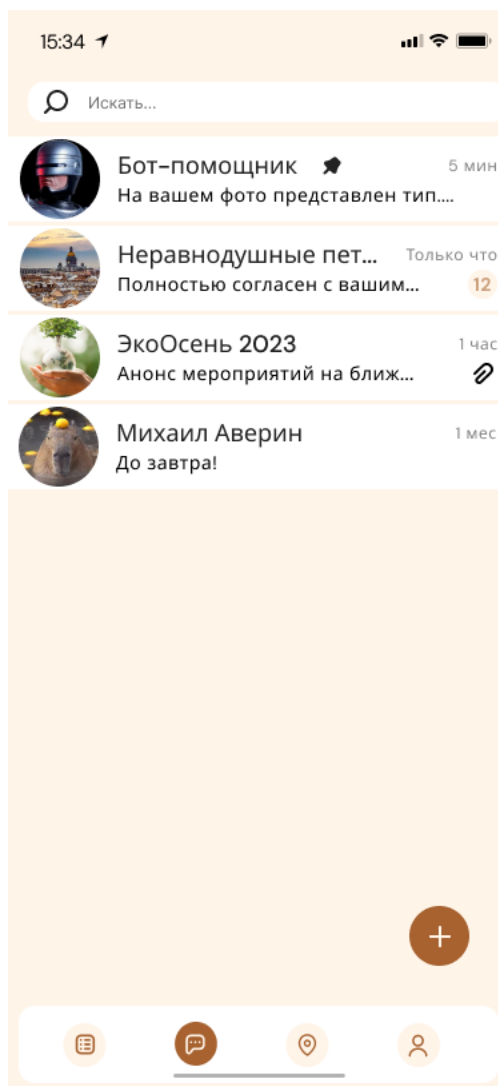 15:34
Искать...
Бот-помощник
5 мин
На вашем фото представлен тип....
Неравнодушные пет...
Только что
Полностью согласен с вашим...
12
ЭкоОсень 2023
1 час
Анонс мероприятий на ближ...
Михаил Аверин
1 мес
До завтра!